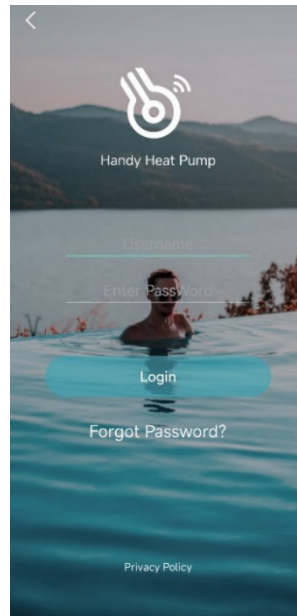 Handy Heat Pump
Username
Enter PassWord
Login
Forgot Password?
Privacy Policy